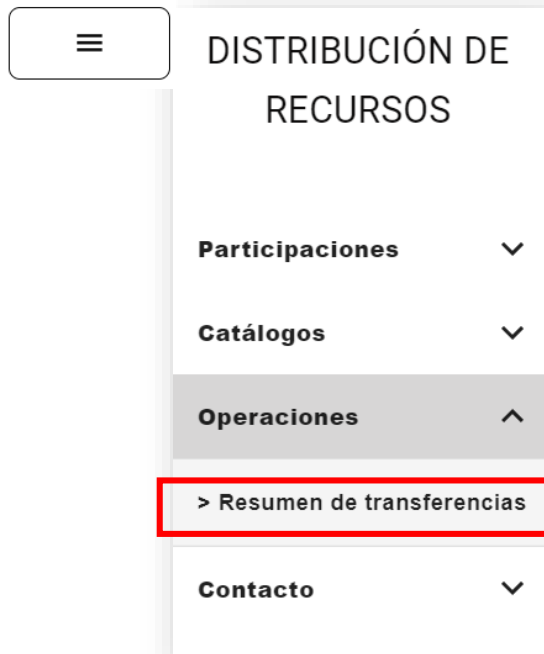 DISTRIBUCIÓN DE
RECURSOS
Participaciones
Catálogos
Operaciones
> Resumen de transferencias
Contacto